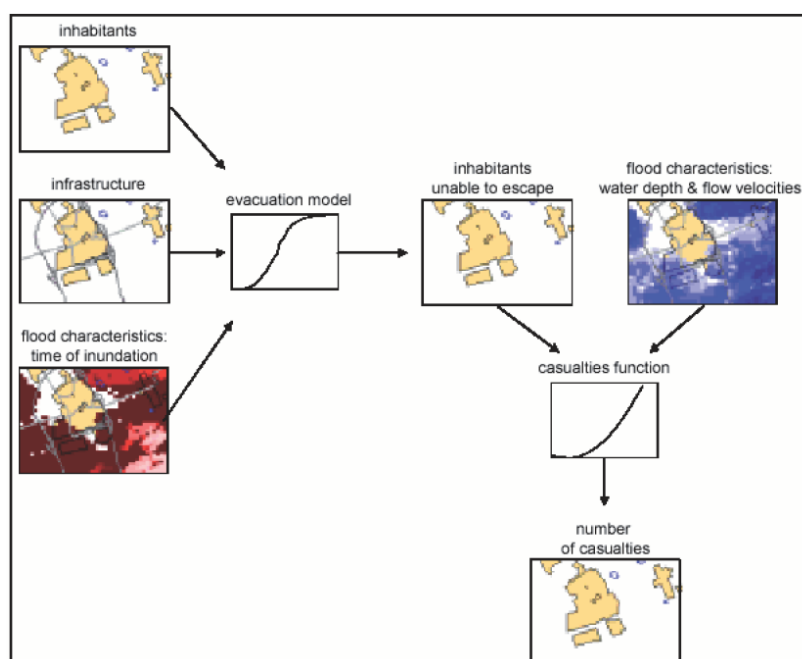 inhabitants
infrastructure
evacuation model
flood characteristics:
time of inundation
inhabitants
unable to escape
flood characteristics:
water depth & flow velocities
casualties function
number
of casualties